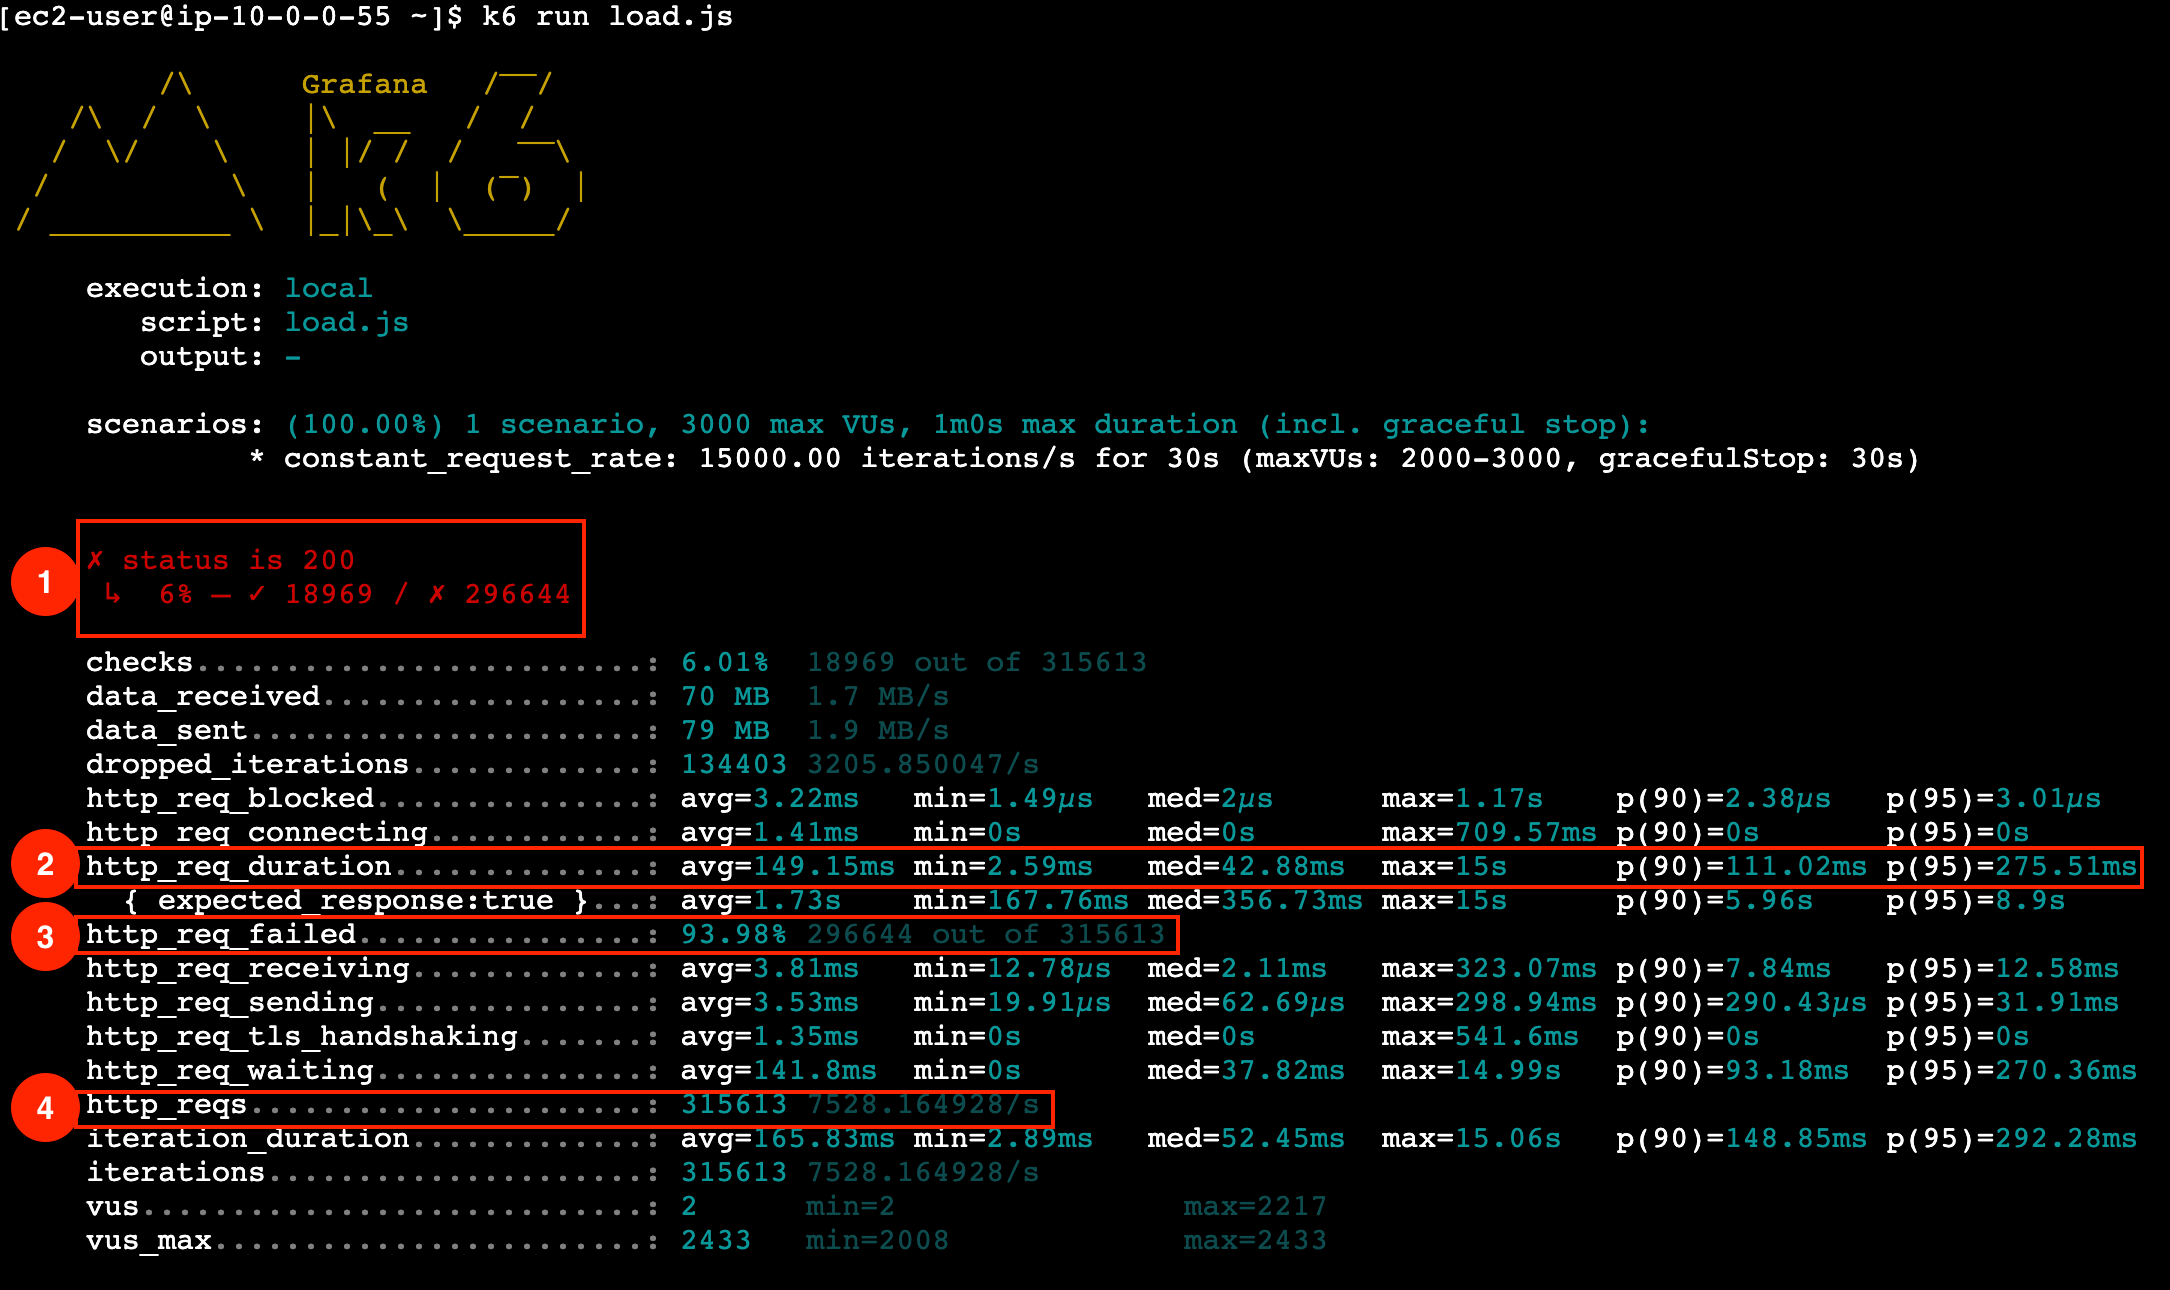 [ec2-user@ip-10-0-0-55 ~]$ k6 run load.js
Grafana
execution: local
script: load.js
output: -
scenarios: (100.00%) 1 scenario, 3000 max VUs, 1m0s max duration (incl. graceful stop):
* constant_request_rate: 15000.00 iterations/s for 30s (maxVUs: 2000-3000, gracefulStop: 30s)
1
✗ status is 200
↳  6% — ✓ 18969 / ✗ 296644
checks.........................: 6.01%  18969 out of 315613
data_received..................: 70 MB  1.7 MB/s
data_sent......................: 79 MB  1.9 MB/s
dropped_iterations.............: 134403 3205.850047/s
http_req_blocked...............: avg=3.22ms   min=1.49µs   med=2µs      max=1.17s    p(90)=2.38µs   p(95)=3.01µs
http_req_connecting............: avg=1.41ms   min=0s       med=0s       max=709.57ms p(90)=0s       p(95)=0s
2 http_req_duration..............: avg=149.15ms min=2.59ms   med=42.88ms  max=15s      p(90)=111.02ms p(95)=275.51ms
{ expected_response:true }...: avg=1.73s    min=167.76ms med=356.73ms max=15s      p(90)=5.96s    p(95)=8.9s
3 http_req_failed................: 93.98% 296644 out of 315613
http_req_receiving.............: avg=3.81ms   min=12.78µs  med=2.11ms   max=323.07ms p(90)=7.84ms   p(95)=12.58ms
http_req_sending...............: avg=3.53ms   min=19.91µs  med=62.69µs  max=298.94ms p(90)=290.43µs p(95)=31.91ms
http_req_tls_handshaking.......: avg=1.35ms   min=0s       med=0s       max=541.6ms  p(90)=0s       p(95)=0s
http_req_waiting...............: avg=141.8ms  min=0s       med=37.82ms  max=14.99s   p(90)=93.18ms  p(95)=270.36ms
4 http_reqs......................: 315613 7528.164928/s
iteration_duration.............: avg=165.83ms min=2.89ms   med=52.45ms  max=15.06s   p(90)=148.85ms p(95)=292.28ms
iterations.....................: 315613 7528.164928/s
vus............................: 2      min=2                max=2217
vus_max........................: 2433   min=2008             max=2433